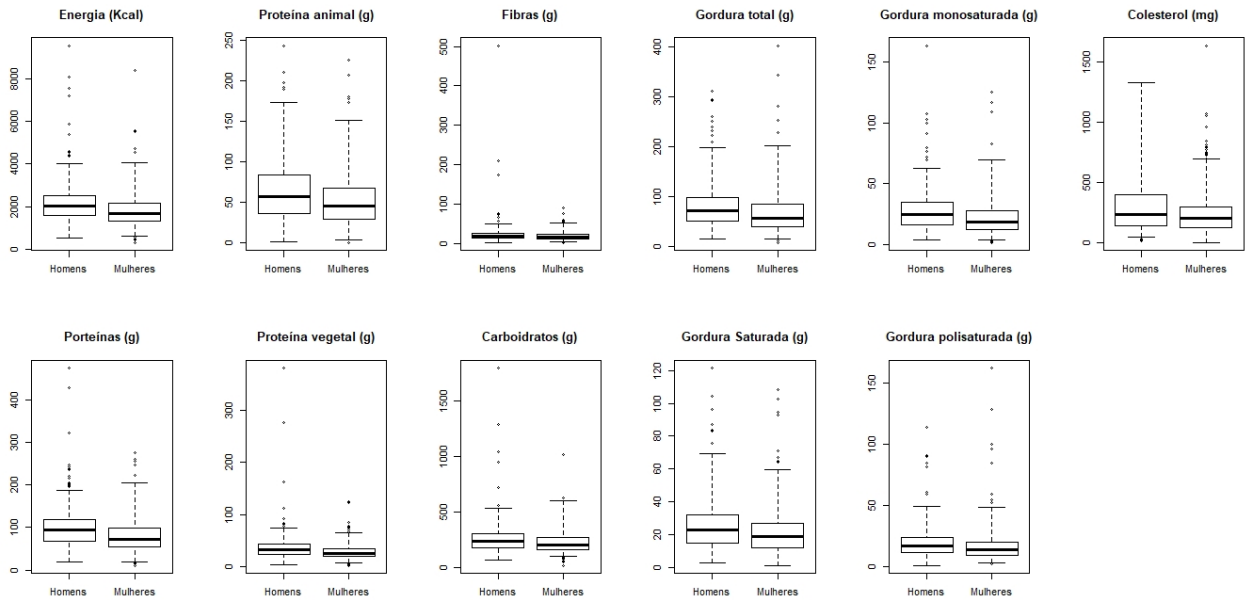 Energia (Kcal)
Proteína animal (g)
Fibras (g)
Gordura total (g)
Gordura monosaturada (g)
Colesterol (mg)
0
2000
4000
6000
8000
Homens
Mulheres
0
50
100
150
200
250
Homens
Mulheres
0
100
200
300
400
500
Homens
Mulheres
0
100
200
300
400
Homens
Mulheres
0
50
100
150
Homens
Mulheres
0
500
1000
1500
Homens
Mulheres
Porteínas (g)
Proteína vegetal (g)
Carboidratos (g)
Gordura Saturada (g)
Gordura polisaturada (g)
0
100
200
300
400
Homens
Mulheres
0
100
200
300
Homens
Mulheres
0
500
1000
1500
Homens
Mulheres
0
20
40
60
80
100
120
Homens
Mulheres
0
50
100
150
Homens
Mulheres